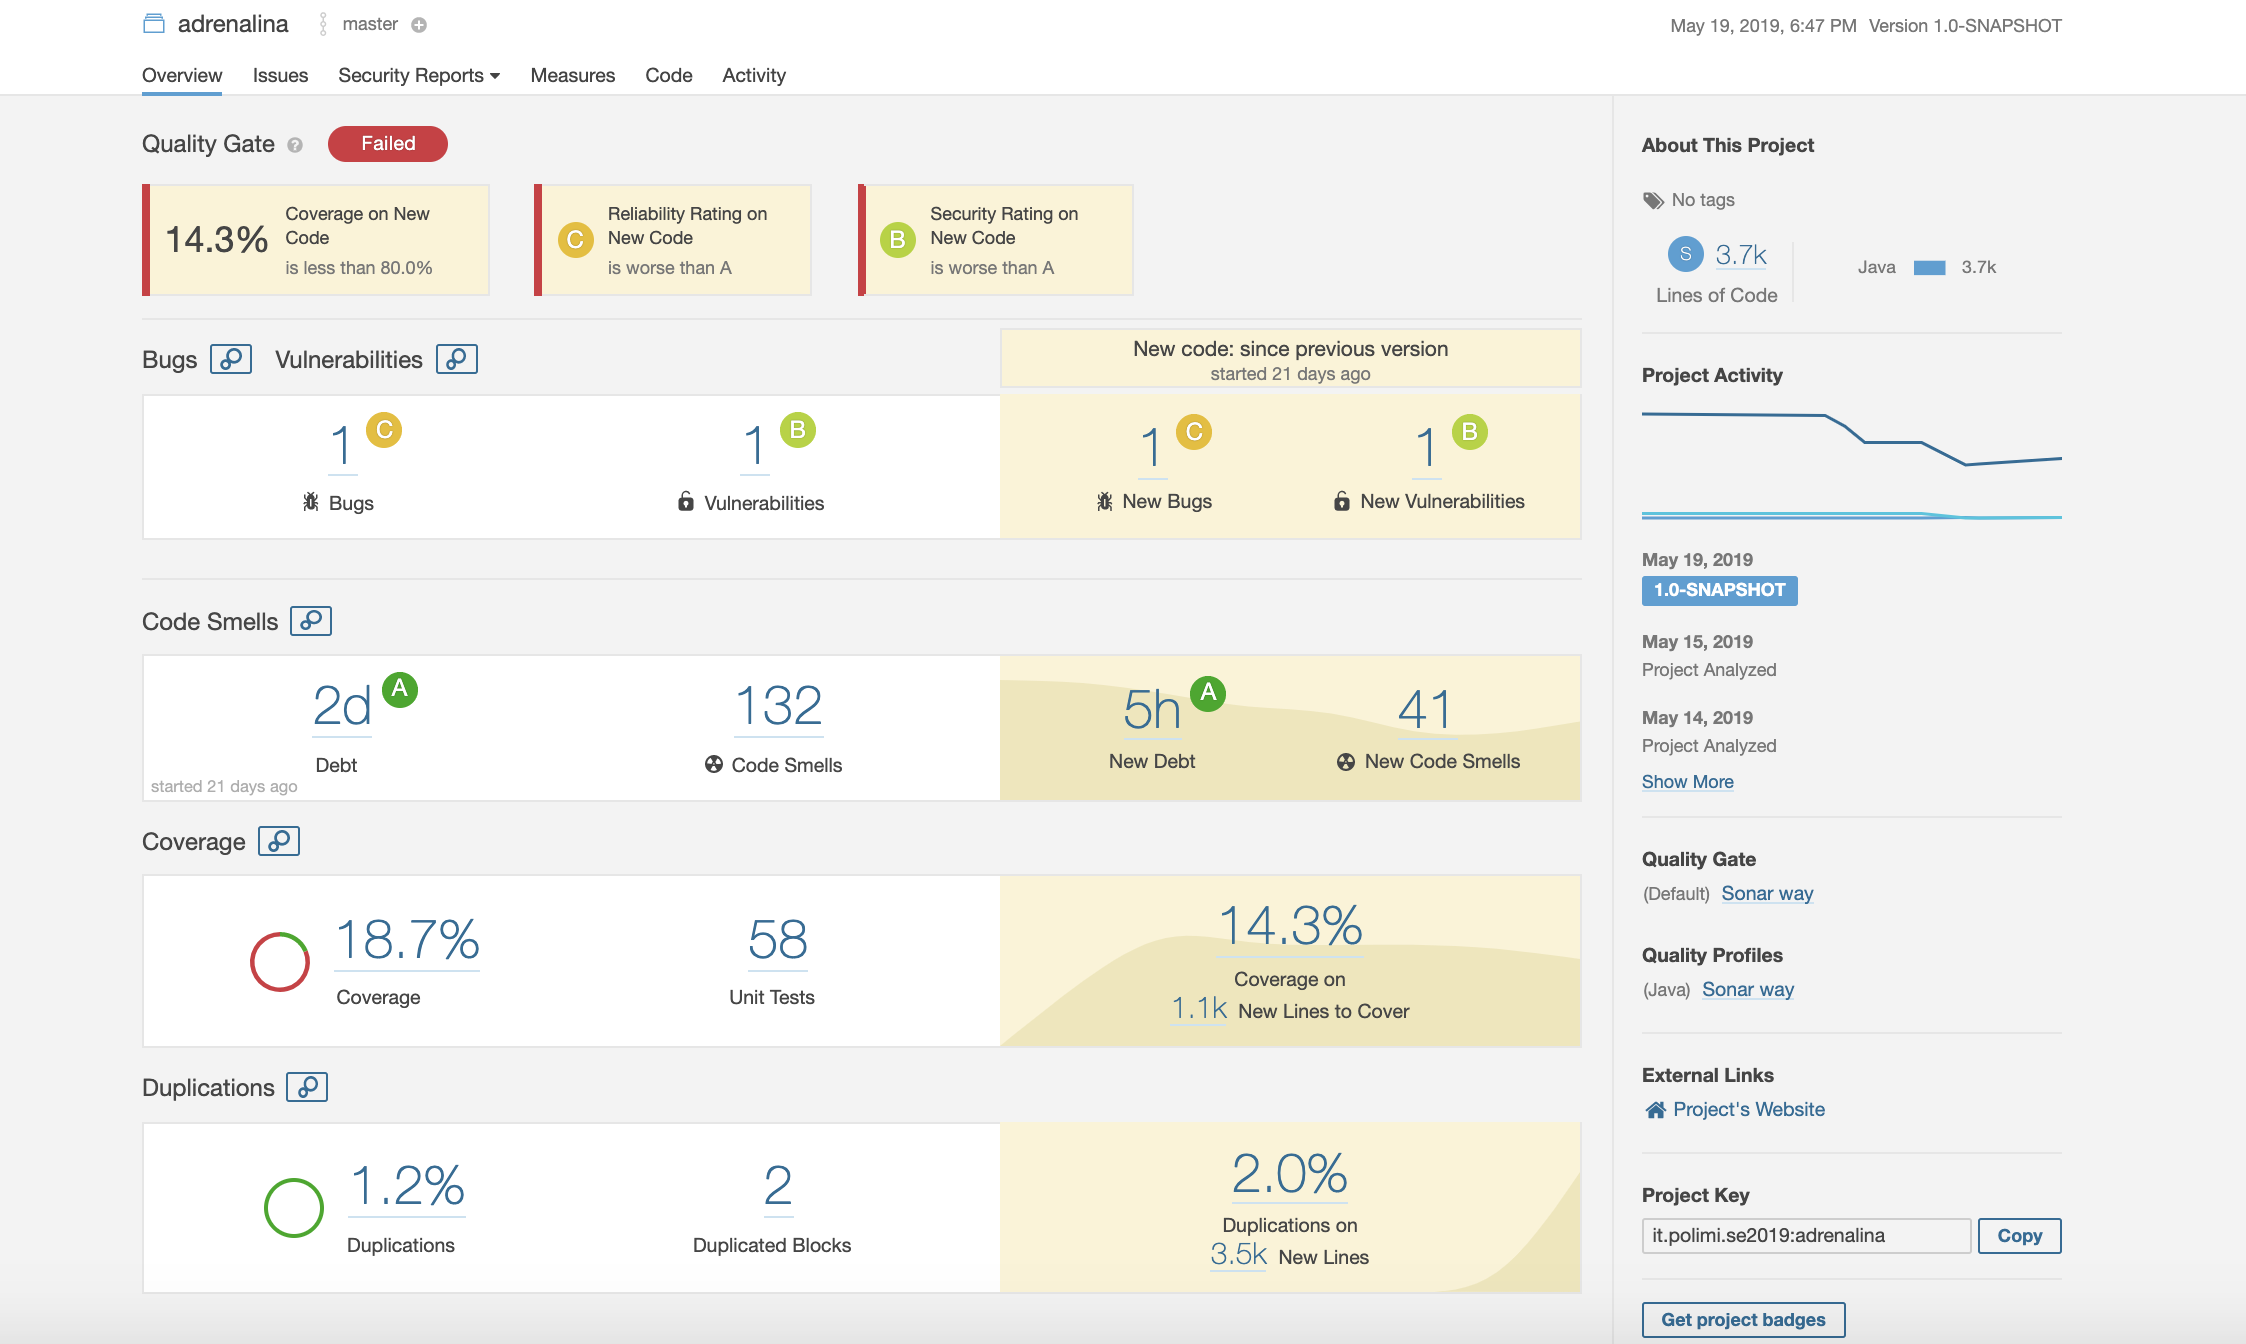 adrenalina master
May 19, 2019, 6:47 PM Version 1.0-SNAPSHOT
Overview Issues Security Reports Measures Code Activity
Quality Gate ? Failed
14.3%
Coverage on New
Code
is less than 80.0%
C
Reliability Rating on
New Code
is worse than A
B
Security Rating on
New Code
is worse than A
Bugs Vulnerabilities
New code: since previous version
started 21 days ago
1 C
Bugs
1 B
Vulnerabilities
1 C
New Bugs
1 B
New Vulnerabilities
Code Smells
2d A
Debt
started 21 days ago
132
Code Smells
5h A
New Debt
41
New Code Smells
Coverage
18.7%
Coverage
58
Unit Tests
14.3%
Coverage on
1.1k New Lines to Cover
Duplications
1.2%
Duplications
2
Duplicated Blocks
2.0%
Duplications on
3.5k New Lines
About This Project
No tags
S 3.7k
Lines of Code
Java 3.7k
Project Activity
May 19, 2019
1.0-SNAPSHOT
May 15, 2019
Project Analyzed
May 14, 2019
Project Analyzed
Show More
Quality Gate
(Default) Sonar way
Quality Profiles
(Java) Sonar way
External Links
Project's Website
Project Key
it.polimi.se2019:adrenalina Copy
Get project badges